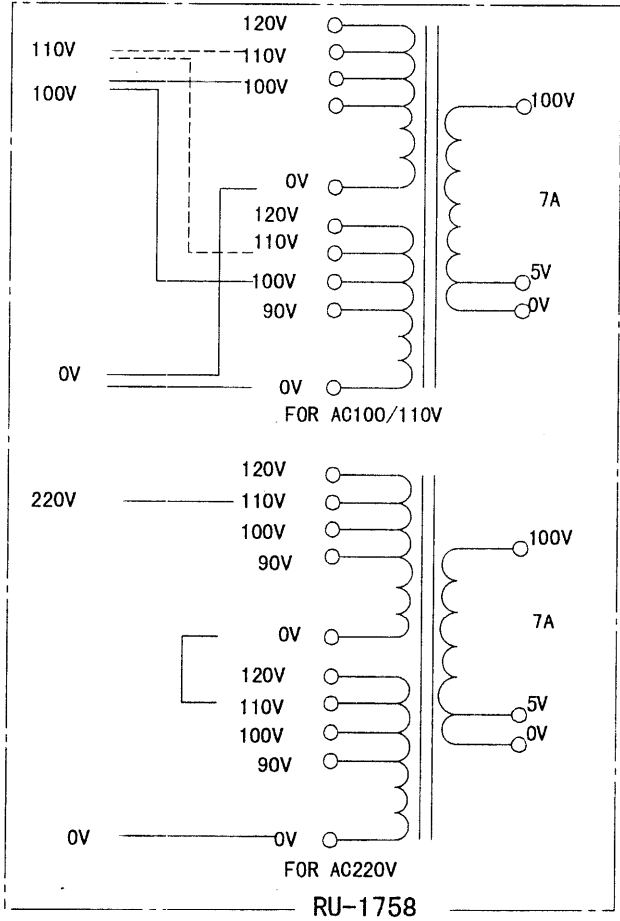 120V
110V 110V
100V 100V 100V
0V
7A
120V
110V
100V 5V
90V 0V
0V 0V
FOR AC100/110V
120V
220V 110V
100V 100V
90V
7A
0V
120V
110V 5V
100V 0V
90V
0V 0V
FOR AC220V
RU-1758